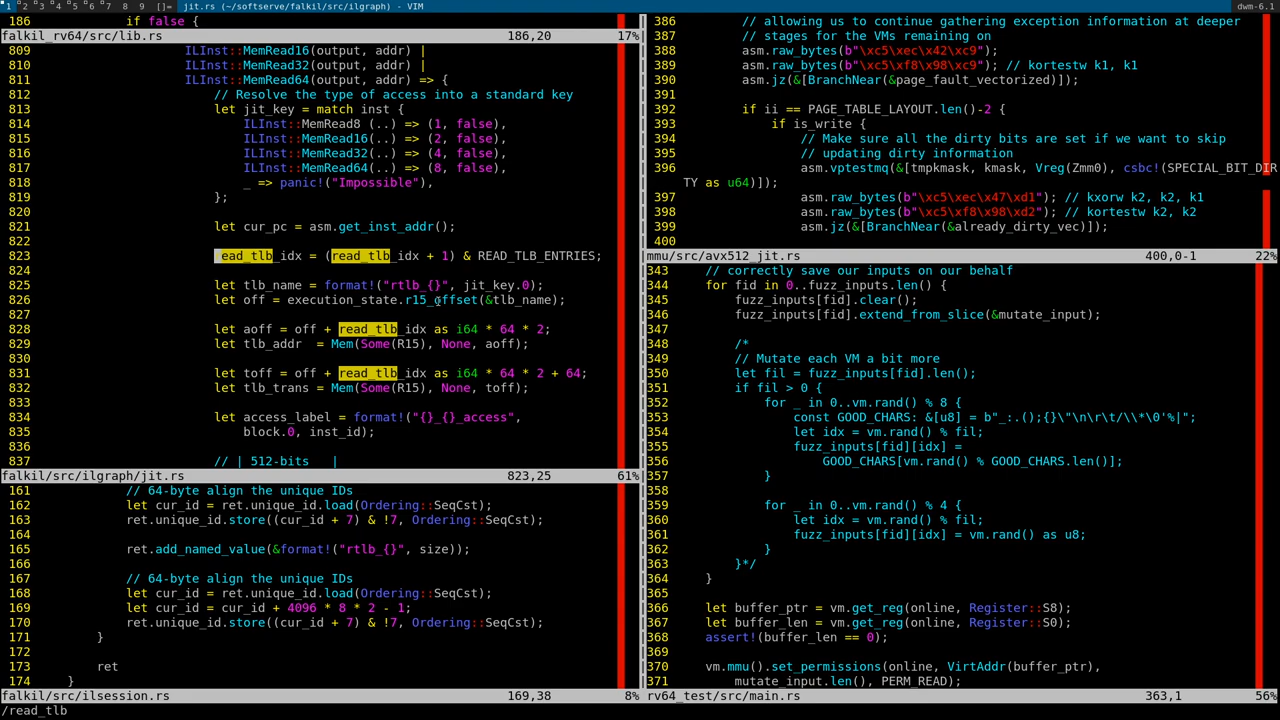 1 2 3 4 5 6 7 8 9 []= jit.rs (~/softserve/falkil/src/ilgraph) - VIM dwm-6.1
186 if false {
falkil_rv64/src/lib.rs 186,20 17%
809 ILInst::MemRead16(output, addr) |
810 ILInst::MemRead32(output, addr) |
811 ILInst::MemRead64(output, addr) => {
812 // Resolve the type of access into a standard key
813 let jit_key = match inst {
814 ILInst::MemRead8 (..) => (1, false),
815 ILInst::MemRead16(..) => (2, false),
816 ILInst::MemRead32(..) => (4, false),
817 ILInst::MemRead64(..) => (8, false),
818 _ => panic!("Impossible"),
819 };
820
821 let cur_pc = asm.get_inst_addr();
822
823 read_tlb_idx = (read_tlb_idx + 1) & READ_TLB_ENTRIES;
824
825 let tlb_name = format!("rtlb_{}", jit_key.0);
826 let off = execution_state.r15_offset(&tlb_name);
827
828 let aoff = off + read_tlb_idx as i64 * 64 * 2;
829 let tlb_addr  = Mem(Some(R15), None, aoff);
830
831 let toff = off + read_tlb_idx as i64 * 64 * 2 + 64;
832 let tlb_trans = Mem(Some(R15), None, toff);
833
834 let access_label = format!("{}_{}_access",
835 block.0, inst_id);
836
837 // | 512-bits   |
falkil/src/ilgraph/jit.rs 823,25 61%
161 // 64-byte align the unique IDs
162 let cur_id = ret.unique_id.load(Ordering::SeqCst);
163 ret.unique_id.store((cur_id + 7) & !7, Ordering::SeqCst);
164
165 ret.add_named_value(&format!("rtlb_{}", size));
166
167 // 64-byte align the unique IDs
168 let cur_id = ret.unique_id.load(Ordering::SeqCst);
169 let cur_id = cur_id + 4096 * 8 * 2 - 1;
170 ret.unique_id.store((cur_id + 7) & !7, Ordering::SeqCst);
171 }
172
173 ret
174 }
falkil/src/ilsession.rs 169,38 8%
/read_tlb
386 // allowing us to continue gathering exception information at deeper
387 // stages for the VMs remaining on
388 asm.raw_bytes(b"\xc5\xec\x42\xc9");
389 asm.raw_bytes(b"\xc5\xf8\x98\xc9"); // kortestw k1, k1
390 asm.jz(&[BranchNear(&page_fault_vectorized)]);
391
392 if ii == PAGE_TABLE_LAYOUT.len()-2 {
393 if is_write {
394 // Make sure all the dirty bits are set if we want to skip
395 // updating dirty information
396 asm.vptestmq(&[tmpkmask, kmask, Vreg(Zmm0), csbc!(SPECIAL_BIT_DIR
TY as u64)]);
397 asm.raw_bytes(b"\xc5\xec\x47\xd1"); // kxorw k2, k2, k1
398 asm.raw_bytes(b"\xc5\xf8\x98\xd2"); // kortestw k2, k2
399 asm.jz(&[BranchNear(&already_dirty_vec)]);
400
mmu/src/avx512_jit.rs 400,0-1 22%
343 // correctly save our inputs on our behalf
344 for fid in 0..fuzz_inputs.len() {
345 fuzz_inputs[fid].clear();
346 fuzz_inputs[fid].extend_from_slice(&mutate_input);
347
348 /*
349 // Mutate each VM a bit more
350 let fil = fuzz_inputs[fid].len();
351 if fil > 0 {
352 for _ in 0..vm.rand() % 8 {
353 const GOOD_CHARS: &[u8] = b"_:.();{}\"\n\r\t/\\*\0'%|";
354 let idx = vm.rand() % fil;
355 fuzz_inputs[fid][idx] =
356 GOOD_CHARS[vm.rand() % GOOD_CHARS.len()];
357 }
358
359 for _ in 0..vm.rand() % 4 {
360 let idx = vm.rand() % fil;
361 fuzz_inputs[fid][idx] = vm.rand() as u8;
362 }
363 }*/
364 }
365
366 let buffer_ptr = vm.get_reg(online, Register::S8);
367 let buffer_len = vm.get_reg(online, Register::S0);
368 assert!(buffer_len == 0);
369
370 vm.mmu().set_permissions(online, VirtAddr(buffer_ptr),
371 mutate_input.len(), PERM_READ);
rv64_test/src/main.rs 363,1 56%